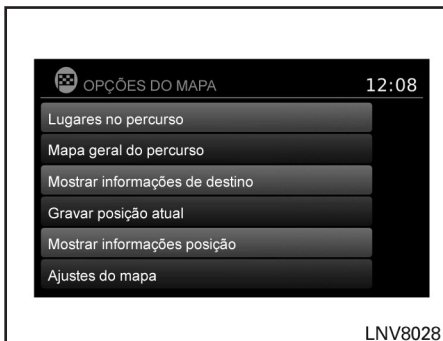 OPÇÕES DO MAPA 12:08
Lugares no percurso
Mapa geral do percurso
Mostrar informações de destino
Gravar posição atual
Mostrar informações posição
Ajustes do mapa
LNV8028